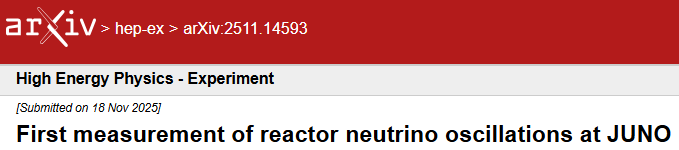 arXiv > hep-ex > arXiv:2511.14593
High Energy Physics - Experiment
[Submitted on 18 Nov 2025]
First measurement of reactor neutrino oscillations at JUNO